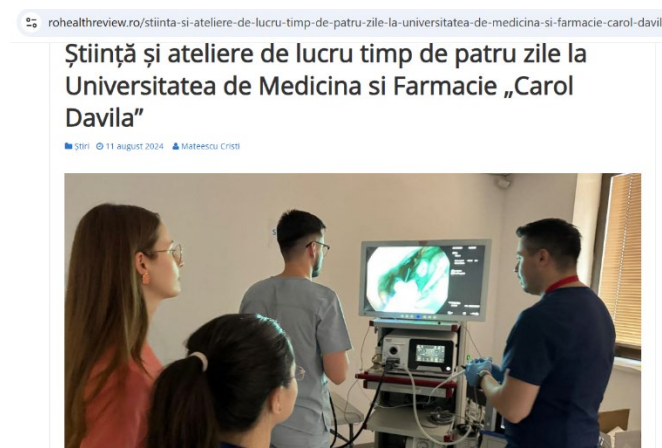 rohealthreview.ro/stiinta-si-ateliere-de-lucru-timp-de-patru-zile-la-universitatea-de-medicina-si-farmacie-carol-davil
Știință și ateliere de lucru timp de patru zile la
Universitatea de Medicina si Farmacie „Carol
Davila”
Știri 11 august 2024 Mateescu Cristi